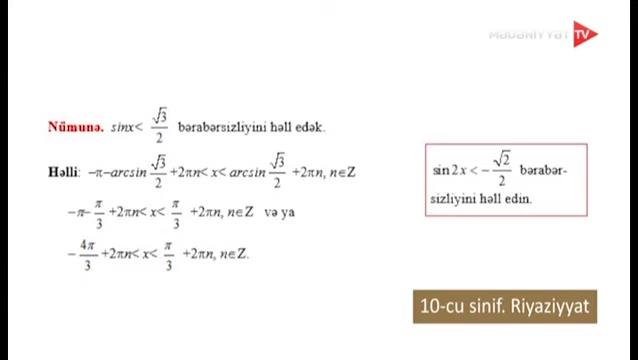 MƏDƏNİYYƏT TV
Nümunə. sinx< √3/2 bərabərsizliyini həll edək.
Həlli: –π–arcsin √3/2 +2πn< x< arcsin √3/2 +2πn, n∈Z
–π– π/3 +2πn< x< π/3 +2πn, n∈Z və ya
– 4π/3 +2πn< x< π/3 +2πn, n∈Z.
sin 2x < – √2/2 bərabər-
sizliyini həll edin.
10-cu sinif. Riyaziyyat